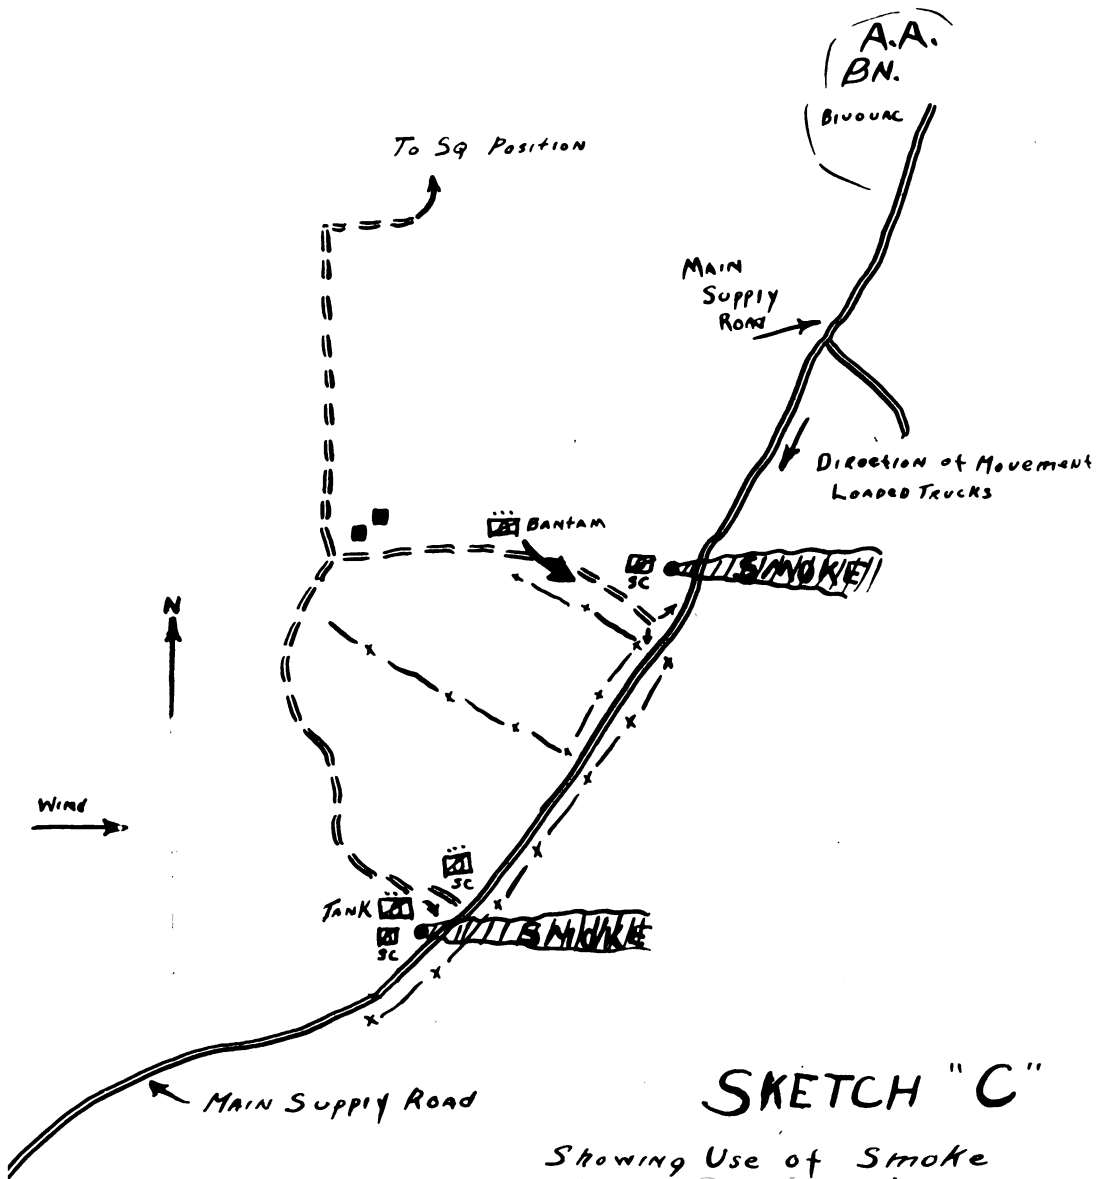 A.A.
BN.
BIVOUAC
To SQ POSITION
MAIN
SUPPLY
ROAD
DIRECTION of MOVEMENT
LOADED TRUCKS
BANTAM
SMOKE
SC
N
WIND
SC
TANK
SMOKE
SC
MAIN SUPPLY ROAD
SKETCH "C"
SHOWING USE of SMOKE